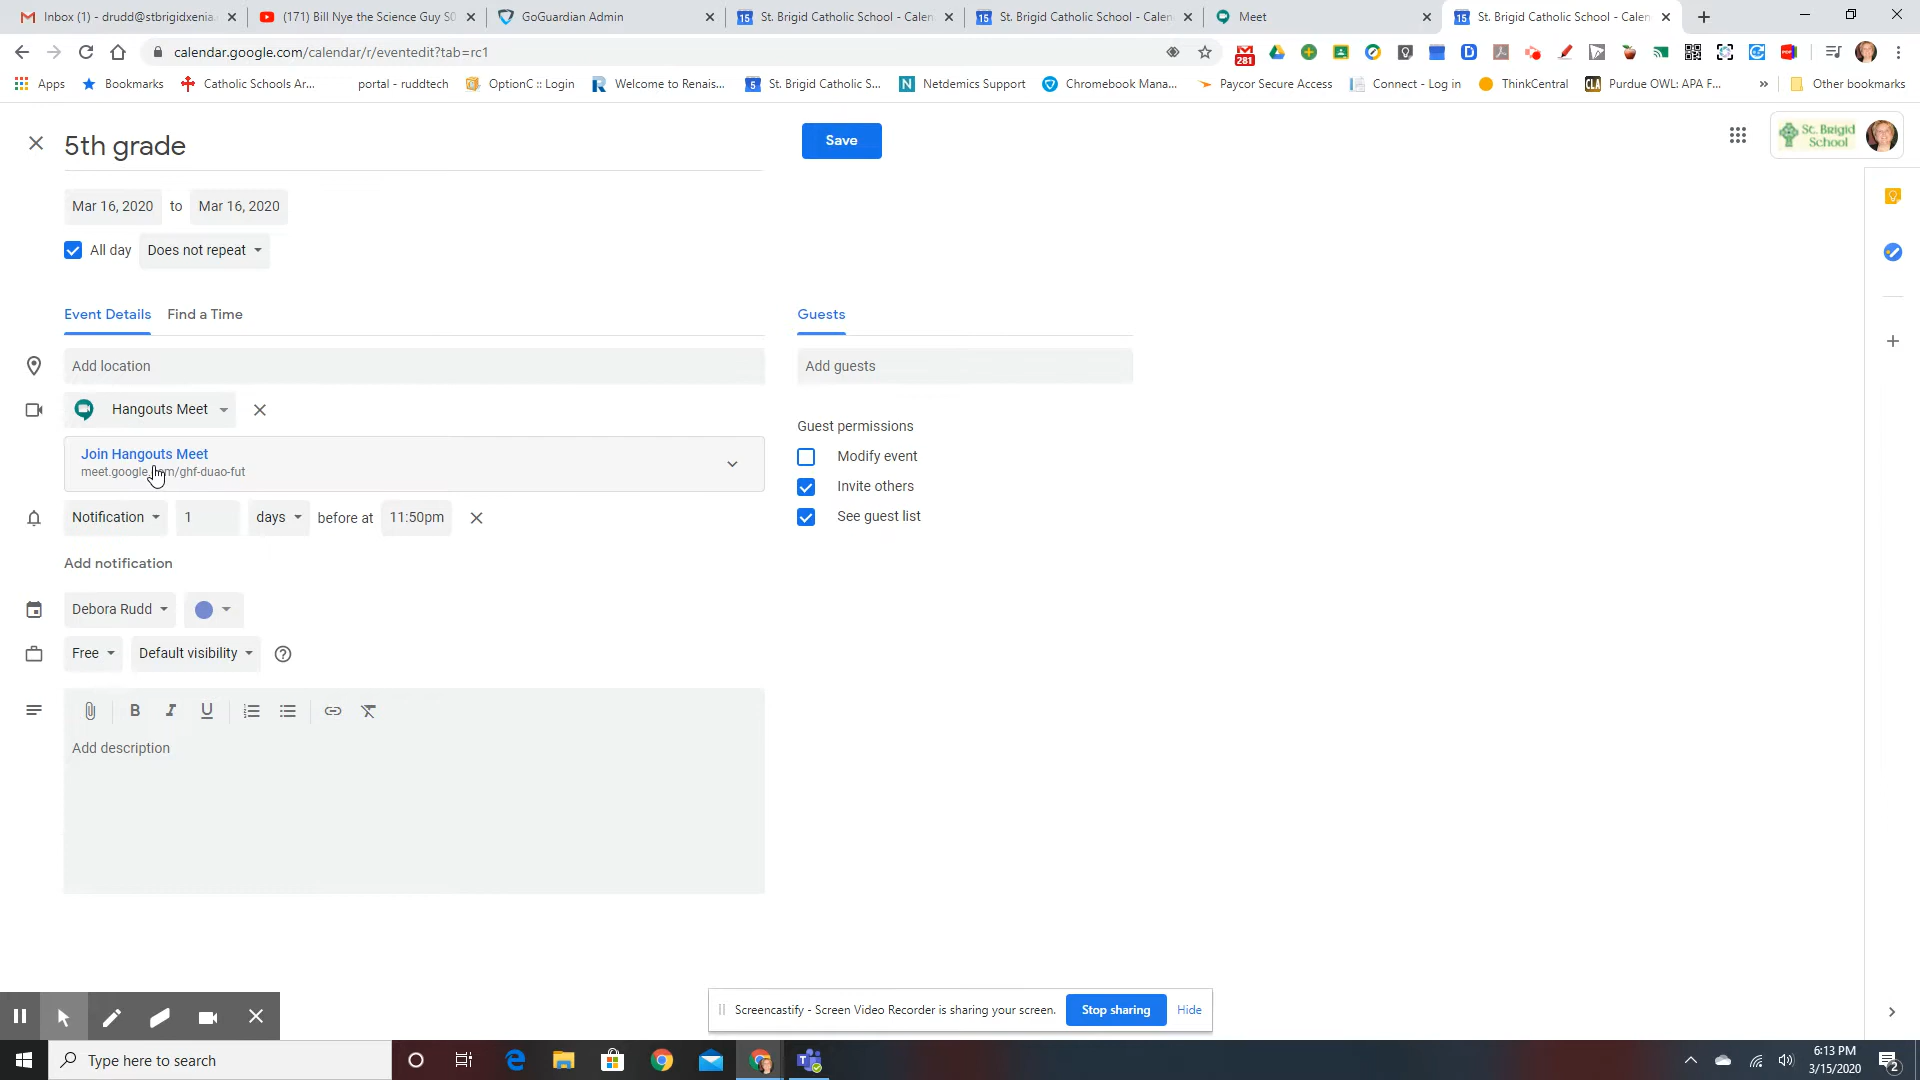 Inbox (1) - drudd@stbrigidxenia.
(171) Bill Nye the Science Guy S0
GoGuardian Admin
15 St. Brigid Catholic School - Calen
15 St. Brigid Catholic School - Calen
Meet
15 St. Brigid Catholic School - Calen
calendar.google.com/calendar/r/eventedit?tab=rc1
281
Apps
Bookmarks
Catholic Schools Ar...
portal - ruddtech
OptionC :: Login
Welcome to Renais...
5 St. Brigid Catholic S...
Netdemics Support
Chromebook Mana...
Paycor Secure Access
Connect - Log in
ThinkCentral
CLA Purdue OWL: APA F...
» Other bookmarks
5th grade
Save
St. Brigid
School
Mar 16, 2020 to Mar 16, 2020
All day Does not repeat
Event Details Find a Time
Guests
Add location
Add guests
Hangouts Meet
Guest permissions
Join Hangouts Meet
meet.google. m/ghf-duao-fut
Modify event
Invite others
See guest list
Notification 1 days before at 11:50pm
Add notification
Debora Rudd
Free Default visibility
B I U
Add description
Screencastify - Screen Video Recorder is sharing your screen. Stop sharing Hide
Type here to search
6:13 PM
3/15/2020
2